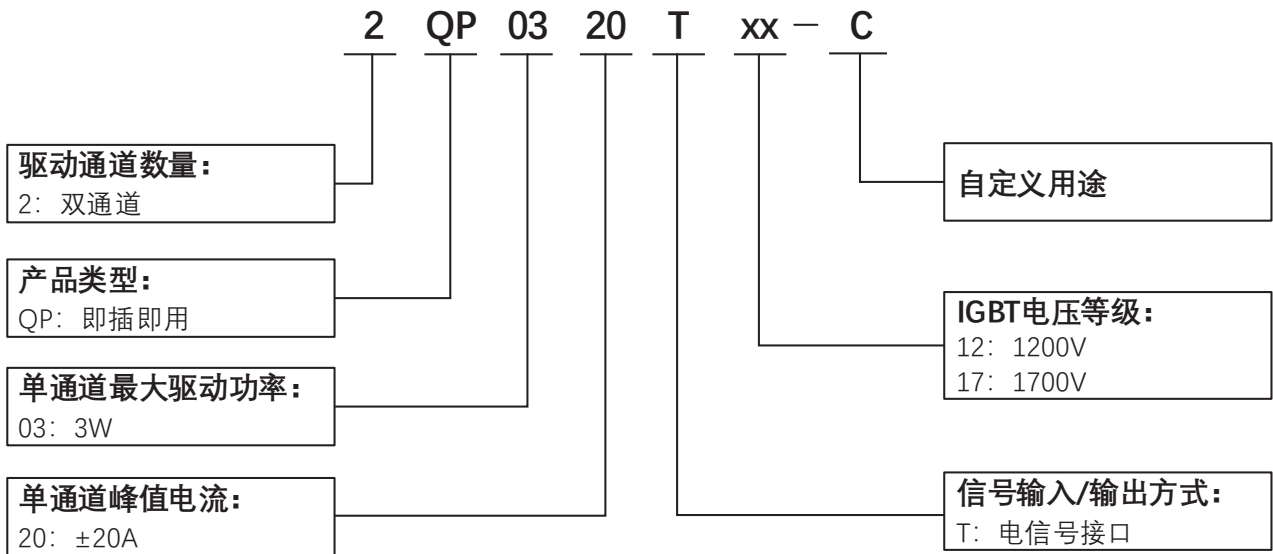 2 QP 03 20 T xx － C
驱动通道数量：
2：双通道
产品类型：
QP：即插即用
单通道最大驱动功率：
03：3W
单通道峰值电流：
20：±20A
自定义用途
IGBT电压等级：
12：1200V
17：1700V
信号输入/输出方式：
T：电信号接口